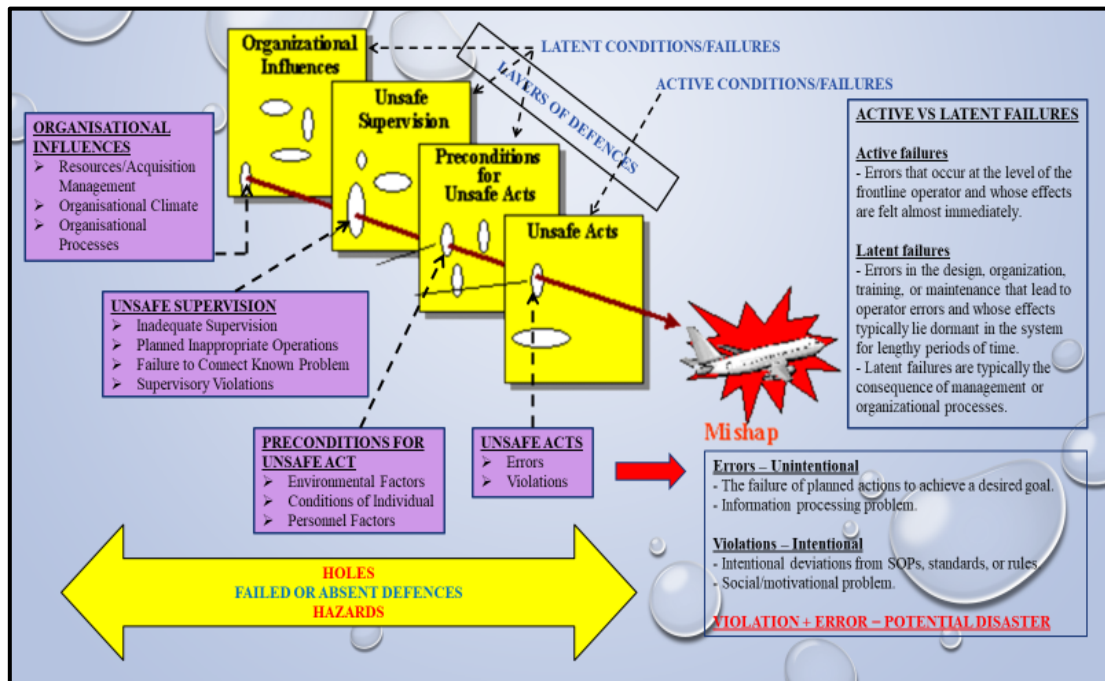 Organizational
Influences
LATENT CONDITIONS/FAILURES
LAYERS OF DEFENCES
ACTIVE CONDITIONS/FAILURES
Unsafe
Supervision
Preconditions
for
Unsafe Acts
Unsafe Acts
Mishap
ORGANISATIONAL
INFLUENCES
Resources/Acquisition
Management
Organisational Climate
Organisational
Processes
UNSAFE SUPERVISION
Inadequate Supervision
Planned Inappropriate Operations
Failure to Connect Known Problem
Supervisory Violations
PRECONDITIONS FOR
UNSAFE ACT
Environmental Factors
Conditions of Individual
Personnel Factors
UNSAFE ACTS
Errors
Violations
HOLES
FAILED OR ABSENT DEFENCES
HAZARDS
ACTIVE VS LATENT FAILURES
Active failures
- Errors that occur at the level of the
frontline operator and whose effects
are felt almost immediately.
Latent failures
- Errors in the design, organization,
training, or maintenance that lead to
operator errors and whose effects
typically lie dormant in the system
for lengthy periods of time.
- Latent failures are typically the
consequence of management or
organizational processes.
Errors – Unintentional
- The failure of planned actions to achieve a desired goal.
- Information processing problem.
Violations – Intentional
- Intentional deviations from SOPs, standards, or rules
- Social/motivational problem.
VIOLATION + ERROR = POTENTIAL DISASTER